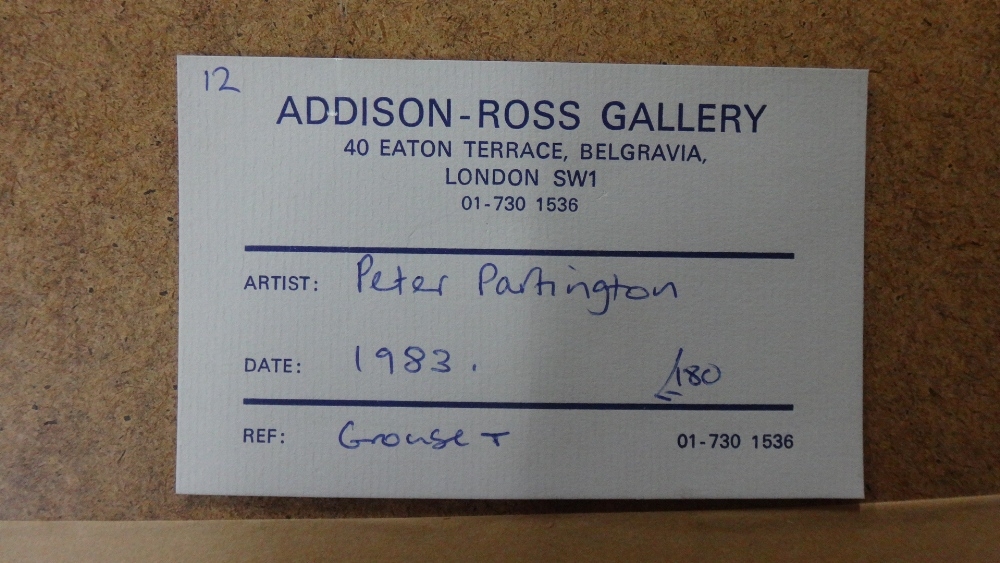 12
ADDISON-ROSS GALLERY
40 EATON TERRACE, BELGRAVIA,
LONDON SW1
01-730 1536
ARTIST: Peter Partington
DATE: 1983. £180
REF: Grouse T 01-730 1536